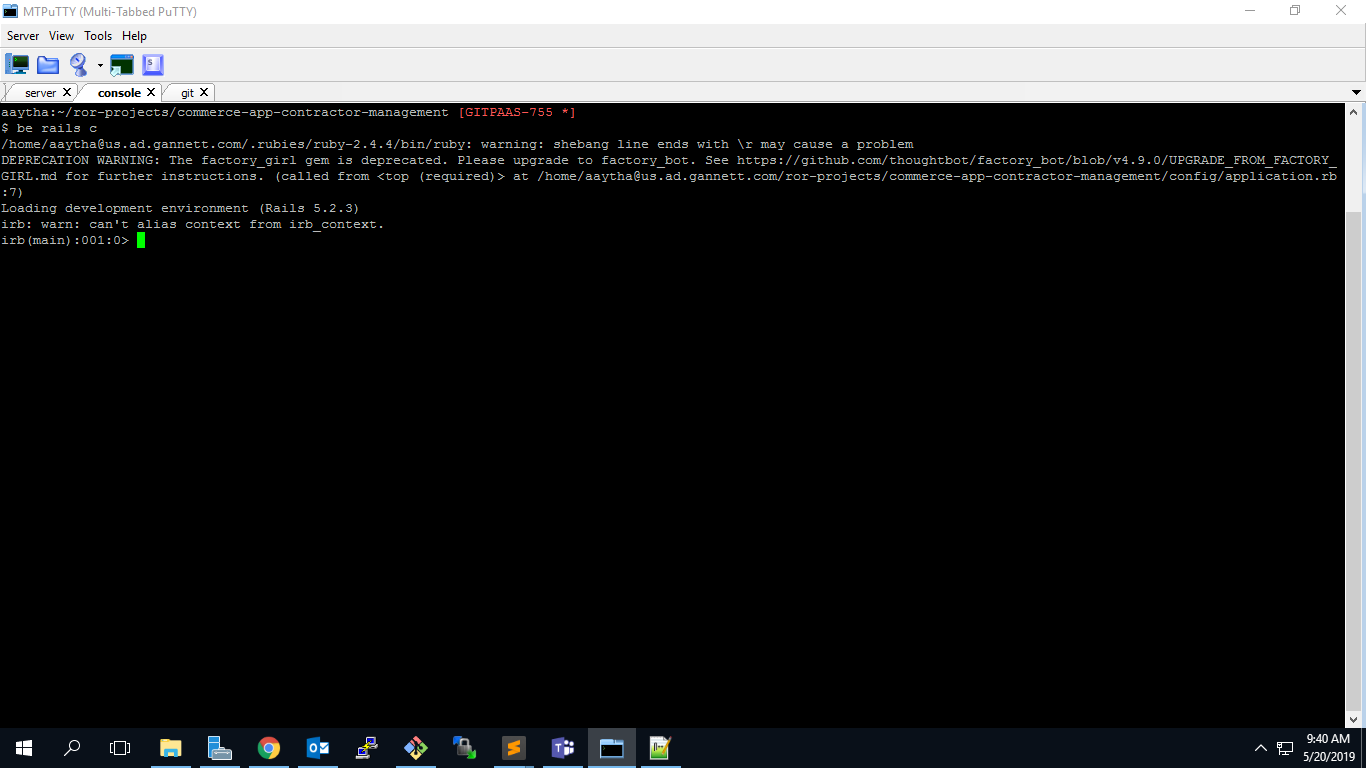 MTPuTTY (Multi-Tabbed PuTTY)
Server View Tools Help
server console git
aaytha:~/ror-projects/commerce-app-contractor-management [GITPAAS-755 *]
$ be rails c
/home/aaytha@us.ad.gannett.com/.rubies/ruby-2.4.4/bin/ruby: warning: shebang line ends with \r may cause a problem
DEPRECATION WARNING: The factory_girl gem is deprecated. Please upgrade to factory_bot. See https://github.com/thoughtbot/factory_bot/blob/v4.9.0/UPGRADE_FROM_FACTORY_
GIRL.md for further instructions. (called from <top (required)> at /home/aaytha@us.ad.gannett.com/ror-projects/commerce-app-contractor-management/config/application.rb
:7)
Loading development environment (Rails 5.2.3)
irb: warn: can't alias context from irb_context.
irb(main):001:0>
9:40 AM
5/20/2019